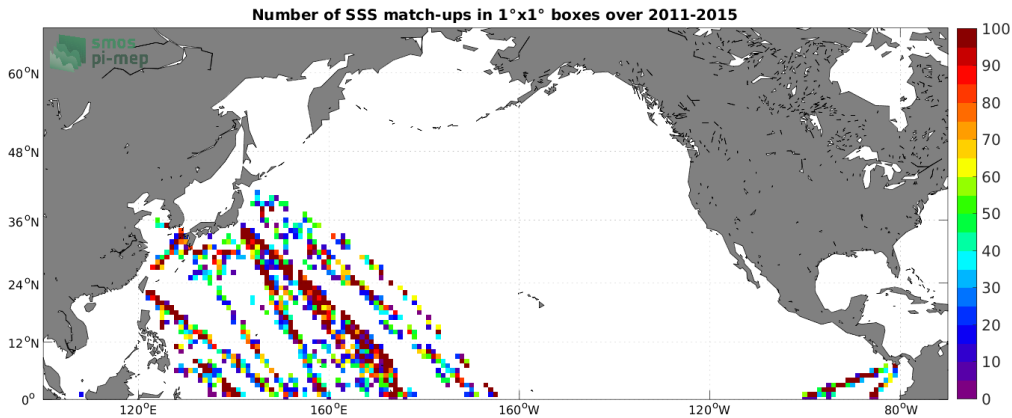 Number of SSS match-ups in 1°x1° boxes over 2011-2015
smos
pi-mep
60°N
48°N
36°N
24°N
12°N
0°
120°E
160°E
160°W
120°W
80°W
100
90
80
70
60
50
40
30
20
10
0